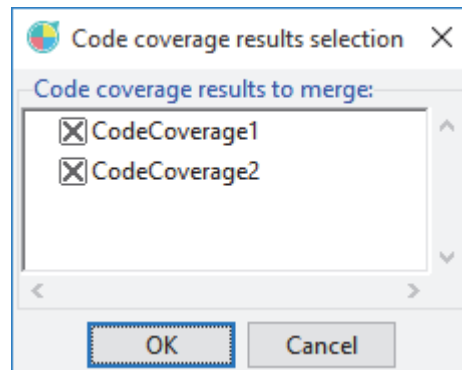 Code coverage results selection
Code coverage results to merge:
CodeCoverage1
CodeCoverage2
OK Cancel